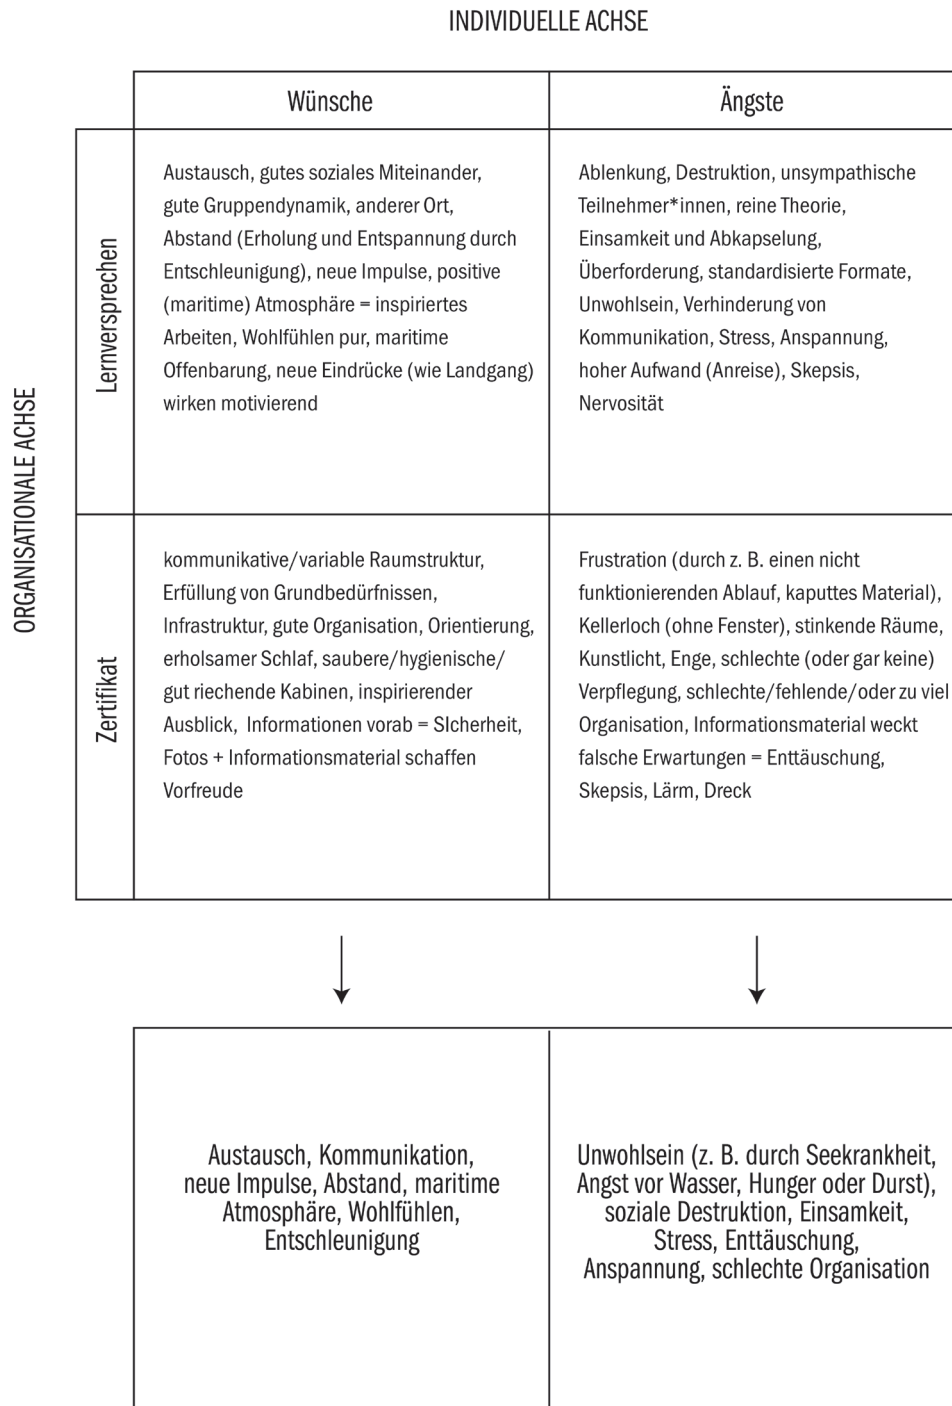 INDIVIDUELLE ACHSE
Wünsche
Ängste
ORGANISATIONALE ACHSE
Lernversprechen
Austausch, gutes soziales Miteinander,
gute Gruppendynamik, anderer Ort,
Abstand (Erholung und Entspannung durch
Entschleunigung), neue Impulse, positive
(maritime) Atmosphäre = inspiriertes
Arbeiten, Wohlfühlen pur, maritime
Offenbarung, neue Eindrücke (wie Landgang)
wirken motivierend
Ablenkung, Destruktion, unsympathische
Teilnehmer*innen, reine Theorie,
Einsamkeit und Abkapselung,
Überforderung, standardisierte Formate,
Unwohlsein, Verhinderung von
Kommunikation, Stress, Anspannung,
hoher Aufwand (Anreise), Skepsis,
Nervosität
Zertifikat
kommunikative/variable Raumstruktur,
Erfüllung von Grundbedürfnissen,
Infrastruktur, gute Organisation, Orientierung,
erholsamer Schlaf, saubere/hygienische/
gut riechende Kabinen, inspirierender
Ausblick, Informationen vorab = SIcherheit,
Fotos + Informationsmaterial schaffen
Vorfreude
Frustration (durch z. B. einen nicht
funktionierenden Ablauf, kaputtes Material),
Kellerloch (ohne Fenster), stinkende Räume,
Kunstlicht, Enge, schlechte (oder gar keine)
Verpflegung, schlechte/fehlende/oder zu viel
Organisation, Informationsmaterial weckt
falsche Erwartungen = Enttäuschung,
Skepsis, Lärm, Dreck
Austausch, Kommunikation,
neue Impulse, Abstand, maritime
Atmosphäre, Wohlfühlen,
Entschleunigung
Unwohlsein (z. B. durch Seekrankheit,
Angst vor Wasser, Hunger oder Durst),
soziale Destruktion, Einsamkeit,
Stress, Enttäuschung,
Anspannung, schlechte Organisation